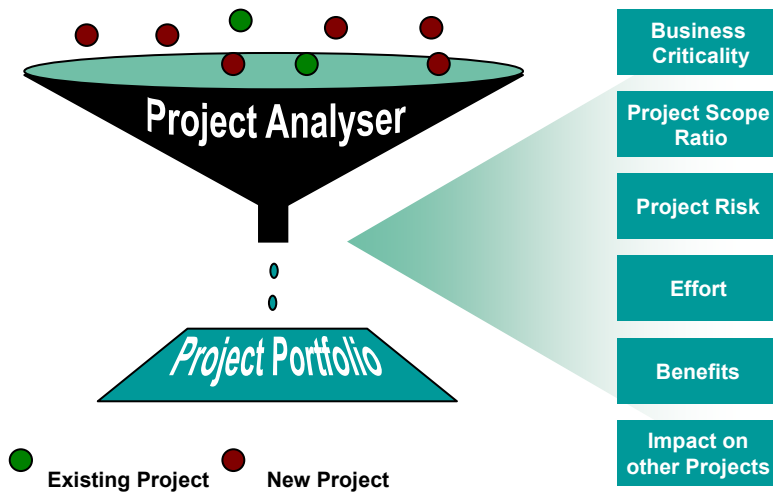 Project Analyser
Project Portfolio
Existing Project
New Project
Business
Criticality
Project Scope
Ratio
Project Risk
Effort
Benefits
Impact on
other Projects